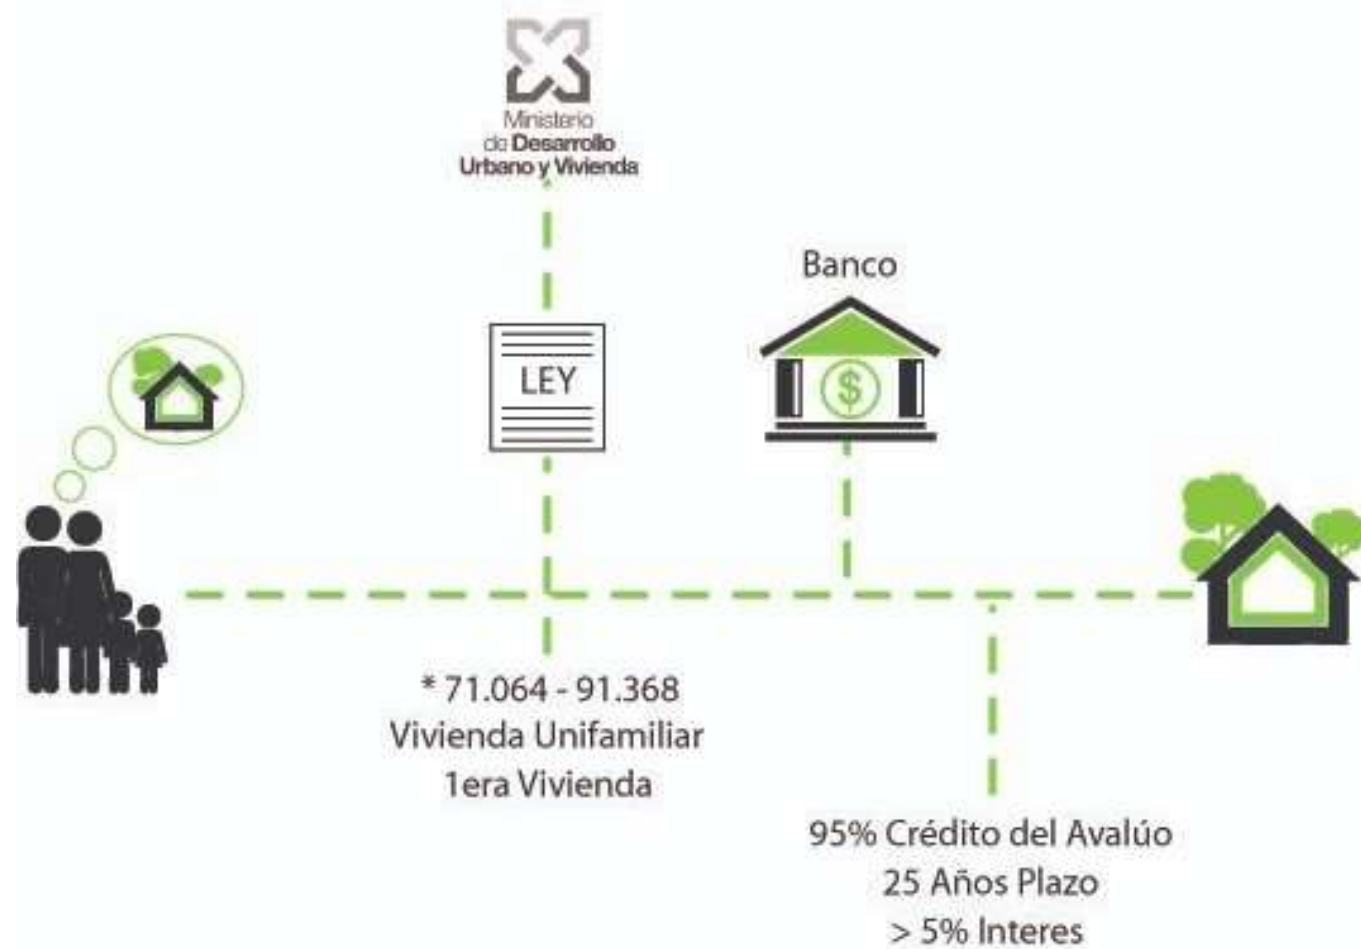 Ministerio
de Desarrollo
Urbano y Vivienda
Banco
LEY
$
* 71.064 - 91.368
Vivienda Unifamiliar
1era Vivienda
95% Crédito del Avalúo
25 Años Plazo
> 5% Interes